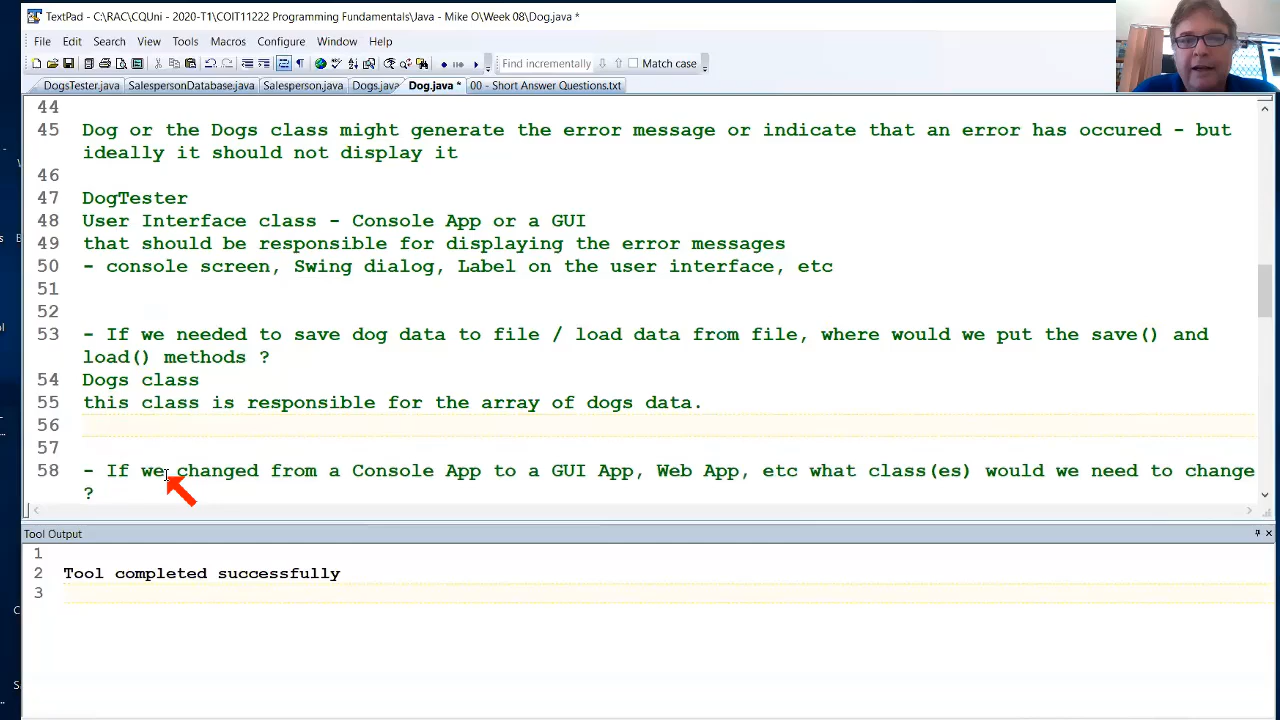 TextPad - C:\RAC\CQUni - 2020-T1\COIT11222 Programming Fundamentals\Java - Mike O\Week 08\Dog.java *
File Edit Search View Tools Macros Configure Window Help
Find incrementally Match case
DogsTester.java SalespersonDatabase.java Salesperson.java Dogs.java Dog.java * 00 - Short Answer Questions.txt
44
45 Dog or the Dogs class might generate the error message or indicate that an error has occured - but
ideally it should not display it
46
47 DogTester
48 User Interface class - Console App or a GUI
49 that should be responsible for displaying the error messages
50 - console screen, Swing dialog, Label on the user interface, etc
51
52
53 - If we needed to save dog data to file / load data from file, where would we put the save() and
load() methods ?
54 Dogs class
55 this class is responsible for the array of dogs data.
56
57
58 - If we changed from a Console App to a GUI App, Web App, etc what class(es) would we need to change
?
Tool Output
1
2 Tool completed successfully
3